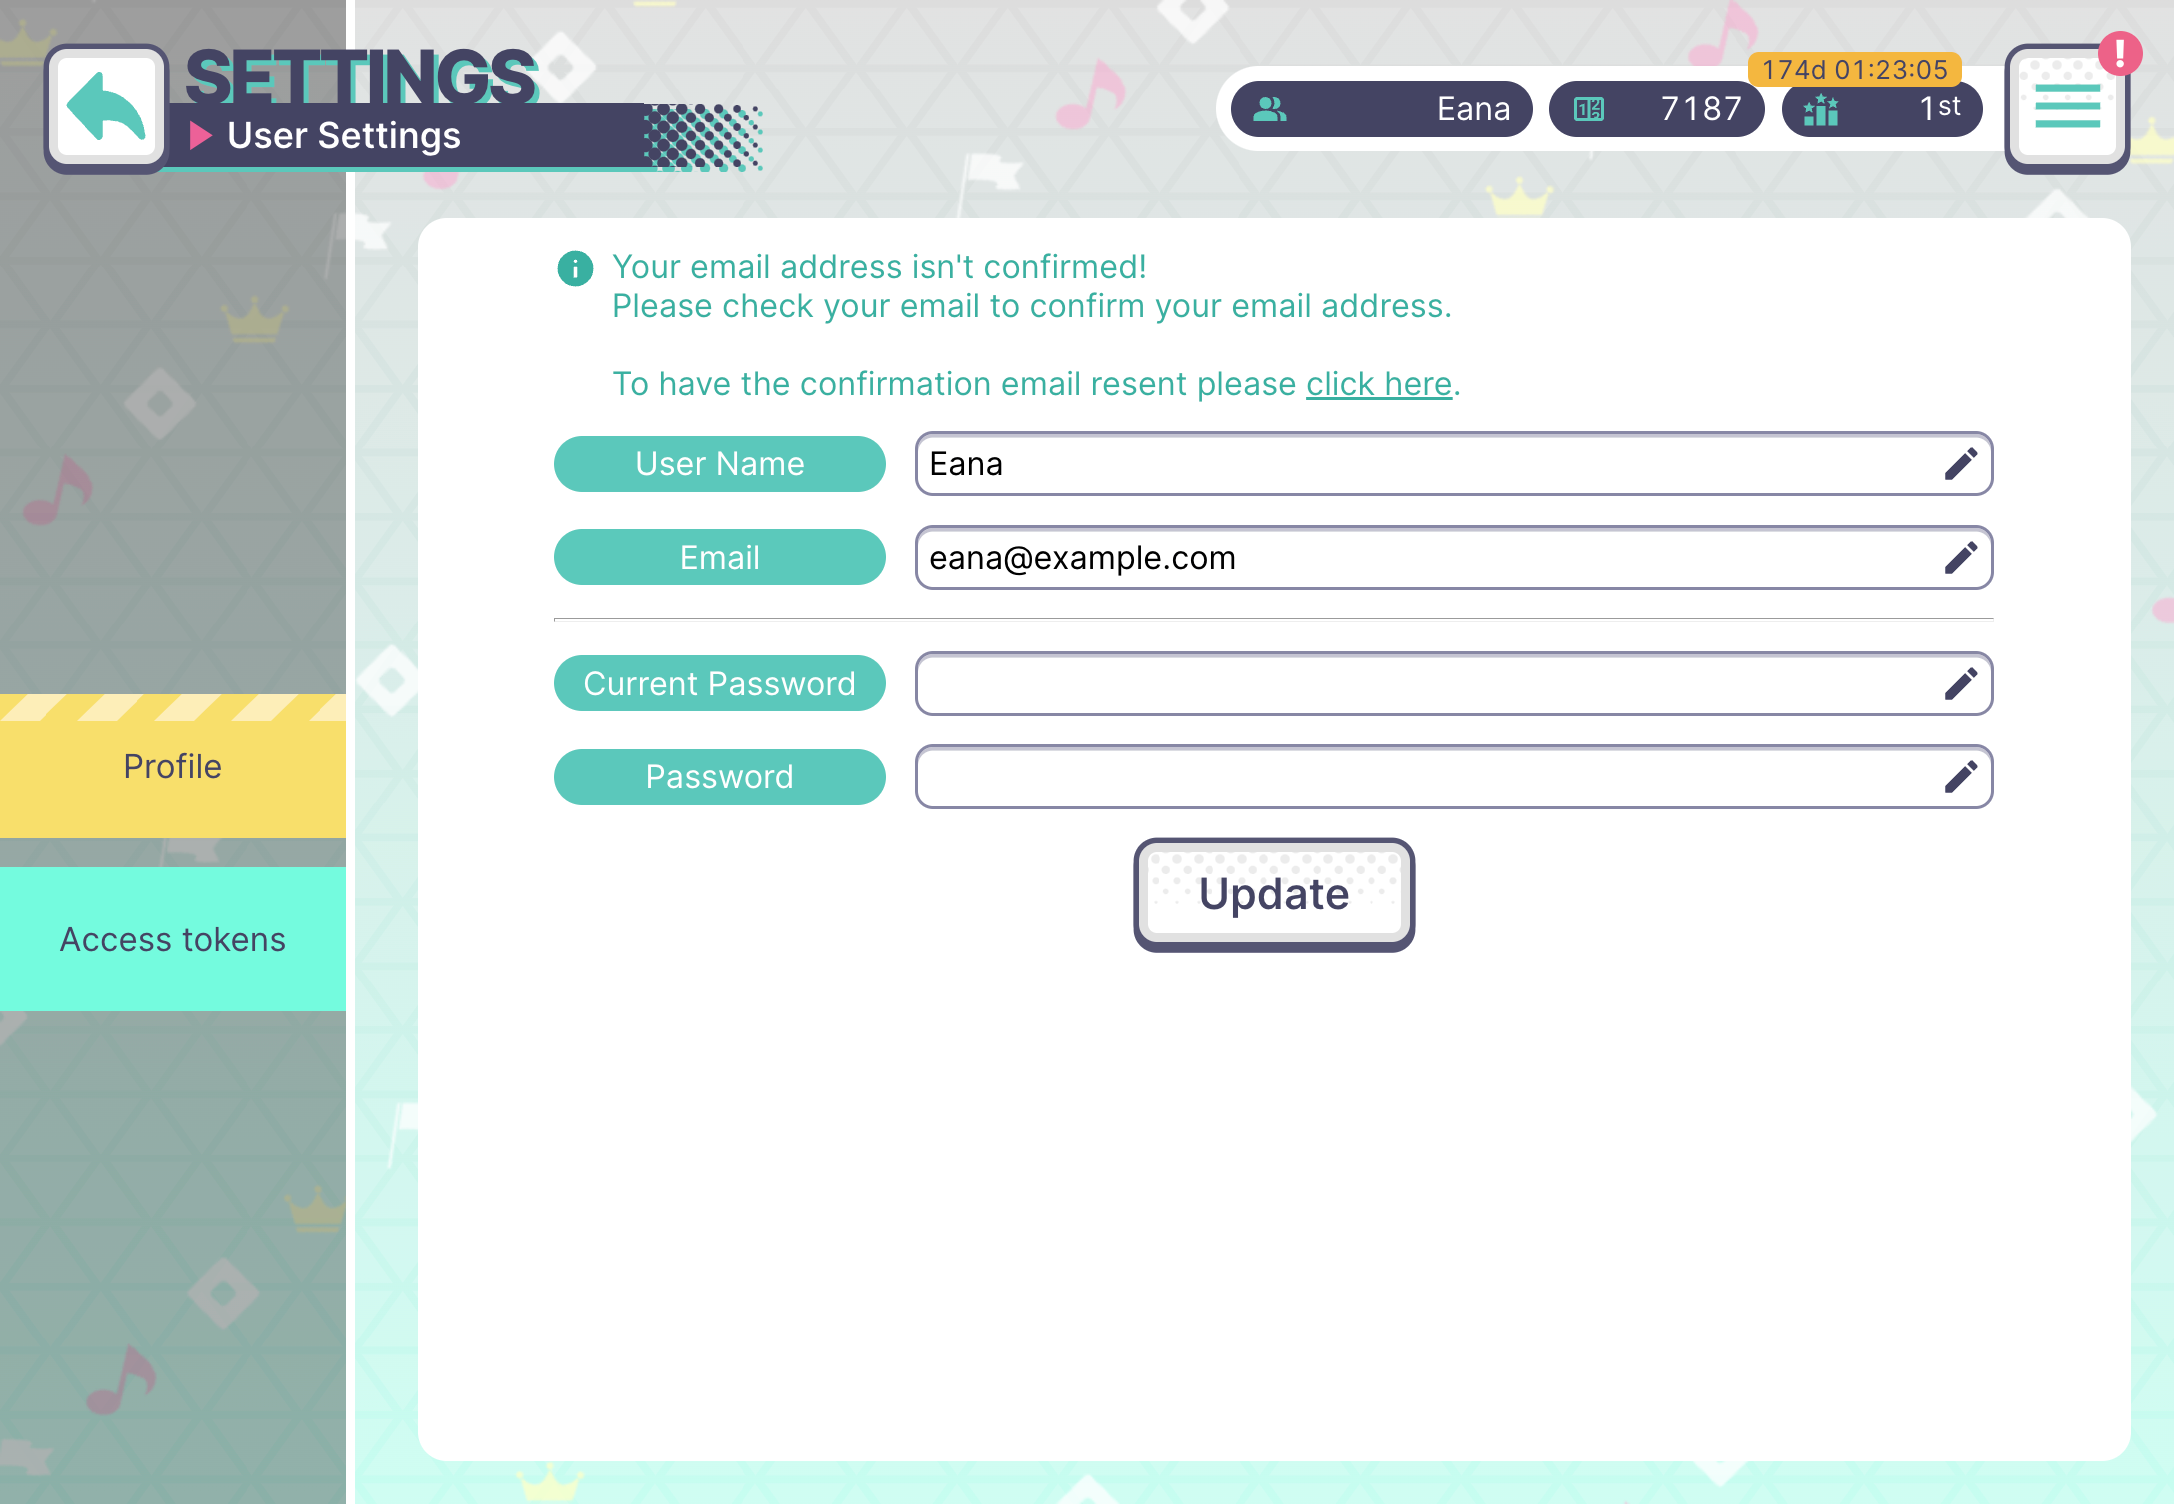 SETTINGS
User Settings
174d 01:23:05
Eana
7187
1st
!
Your email address isn't confirmed!
Please check your email to confirm your email address.
To have the confirmation email resent please click here.
User Name
Eana
Email
eana@example.com
Current Password
Password
Update
Profile
Access tokens